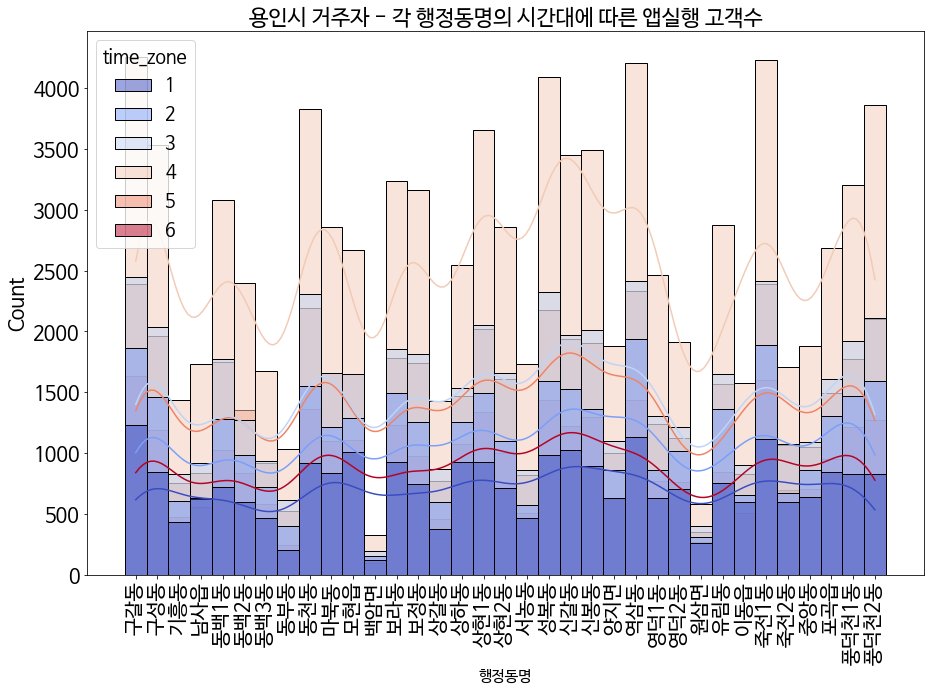 용인시 거주자 - 각 행정동명의 시간대에 따른 앱실행 고객수
time_zone
1
2
3
4
5
6
Count
4000
3500
3000
2500
2000
1500
1000
500
0
구갈동
구성동
기흥동
남사읍
동백1동
동백2동
동백3동
동부동
동천동
마북동
모현읍
백암면
보라동
보정동
상갈동
상하동
상현1동
상현2동
서농동
성복동
신갈동
신봉동
양지면
역삼동
영덕1동
영덕2동
원삼면
유림동
이동읍
죽전1동
죽전2동
중앙동
포곡읍
풍덕천1동
풍덕천2동
행정동명